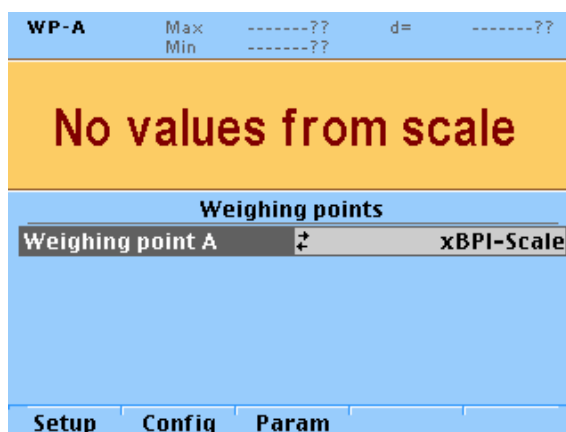 WP-A Max -------?? d= -------??
Min -------??
No values from scale
Weighing points
Weighing point A xBPI-Scale
Setup Config Param